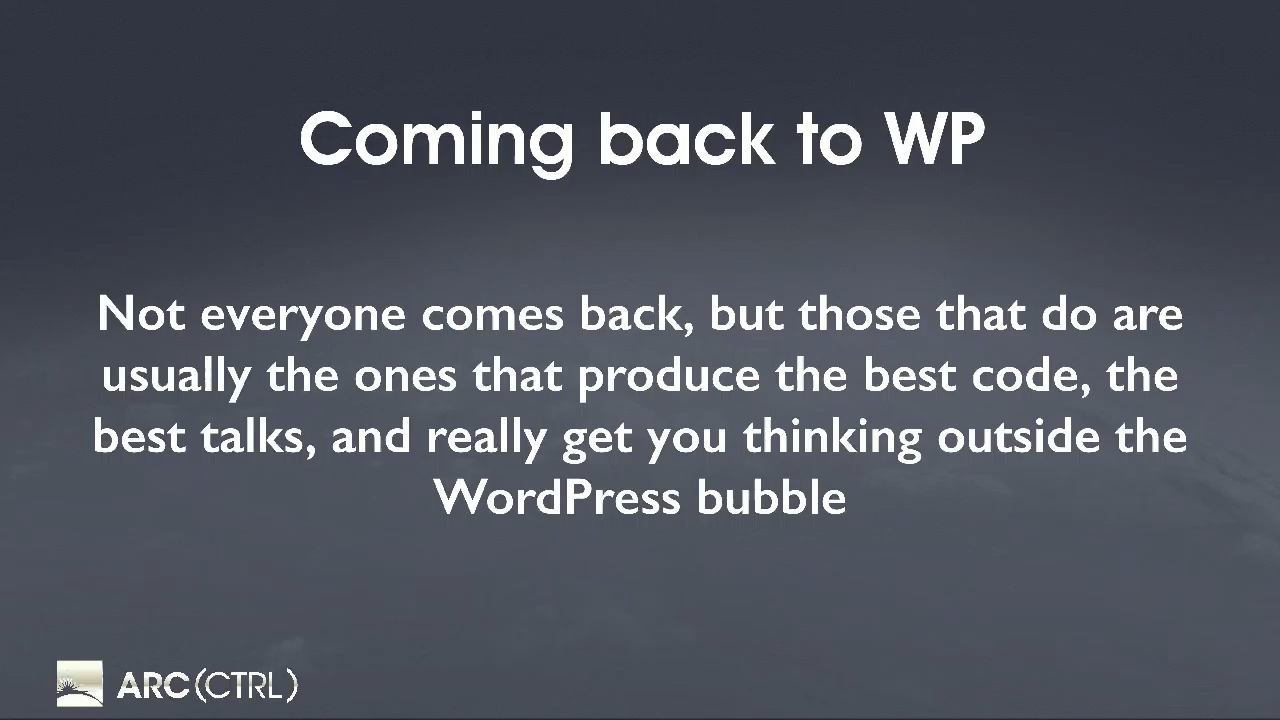 Coming back to WP
Not everyone comes back, but those that do are
usually the ones that produce the best code, the
best talks, and really get you thinking outside the
WordPress bubble
ARC(CTRL)